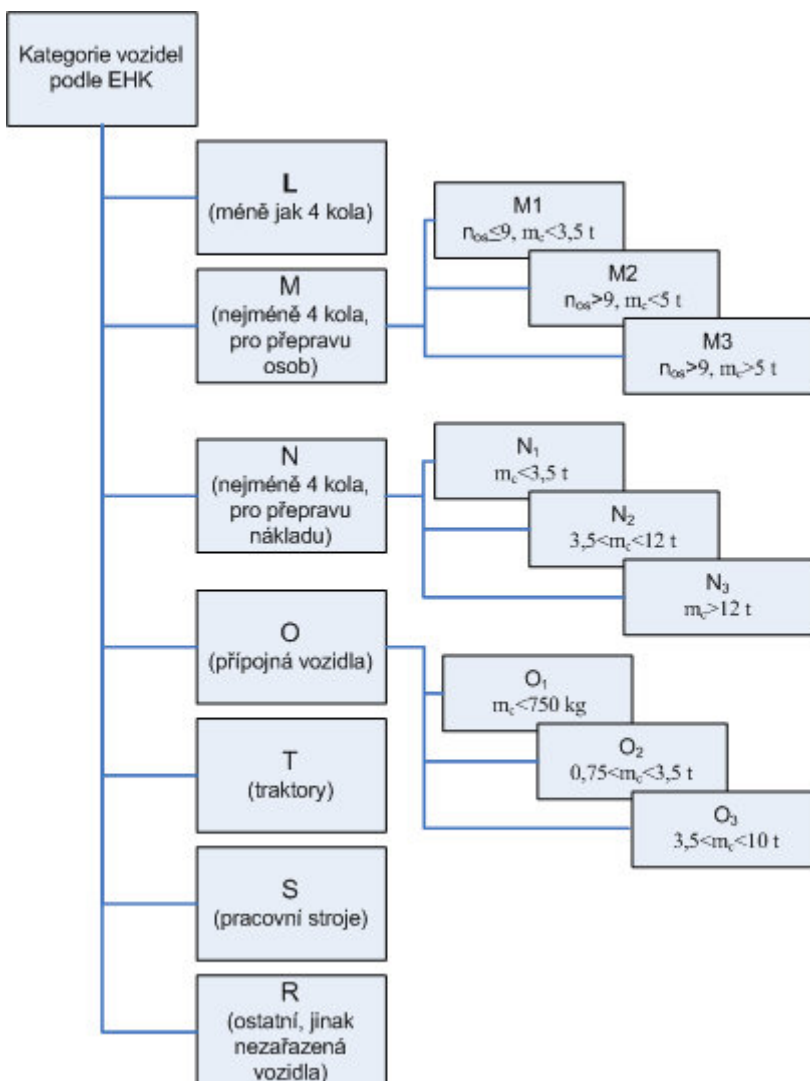 Kategorie vozidel
podle EHK
L
(méně jak 4 kola)
M
(nejméně 4 kola,
pro přepravu
osob)
M1
nos≤9, mc<3,5 t
M2
nos>9, mc<5 t
M3
nos>9, mc>5 t
N
(nejméně 4 kola,
pro přepravu
nákladu)
N₁
mc<3,5 t
N₂
3,5<mc<12 t
N₃
mc>12 t
O
(přípojná vozidla)
O₁
mc<750 kg
O₂
0,75<mc<3,5 t
O₃
3,5<mc<10 t
T
(traktory)
S
(pracovní stroje)
R
(ostatní, jinak
nezařazená
vozidla)